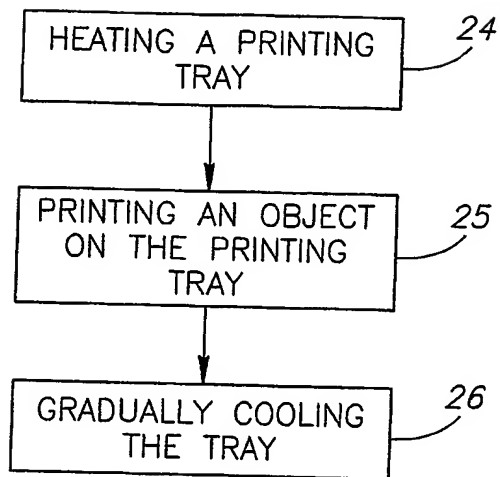 HEATING A PRINTING
TRAY
24
PRINTING AN OBJECT
ON THE PRINTING
TRAY
25
GRADUALLY COOLING
THE TRAY
26